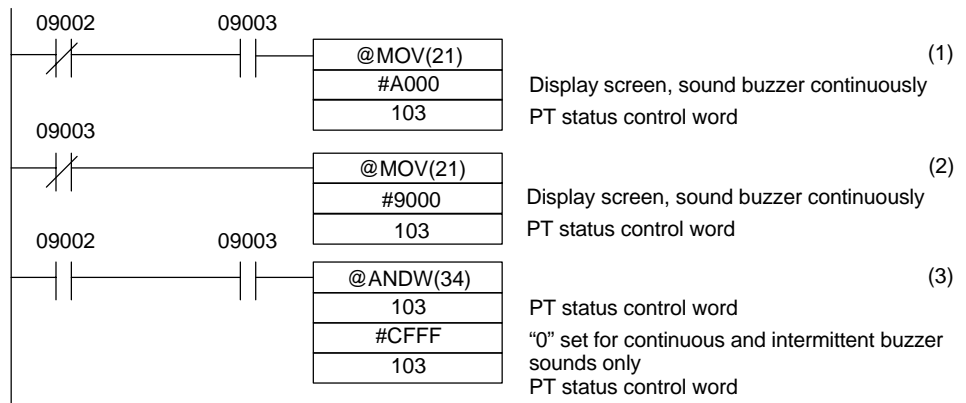 09002 09003
@MOV(21) (1)
#A000 Display screen, sound buzzer continuously
103 PT status control word
09003
@MOV(21) (2)
#9000 Display screen, sound buzzer continuously
103 PT status control word
09002 09003
@ANDW(34) (3)
103 PT status control word
#CFFF “0” set for continuous and intermittent buzzer
sounds only
103 PT status control word